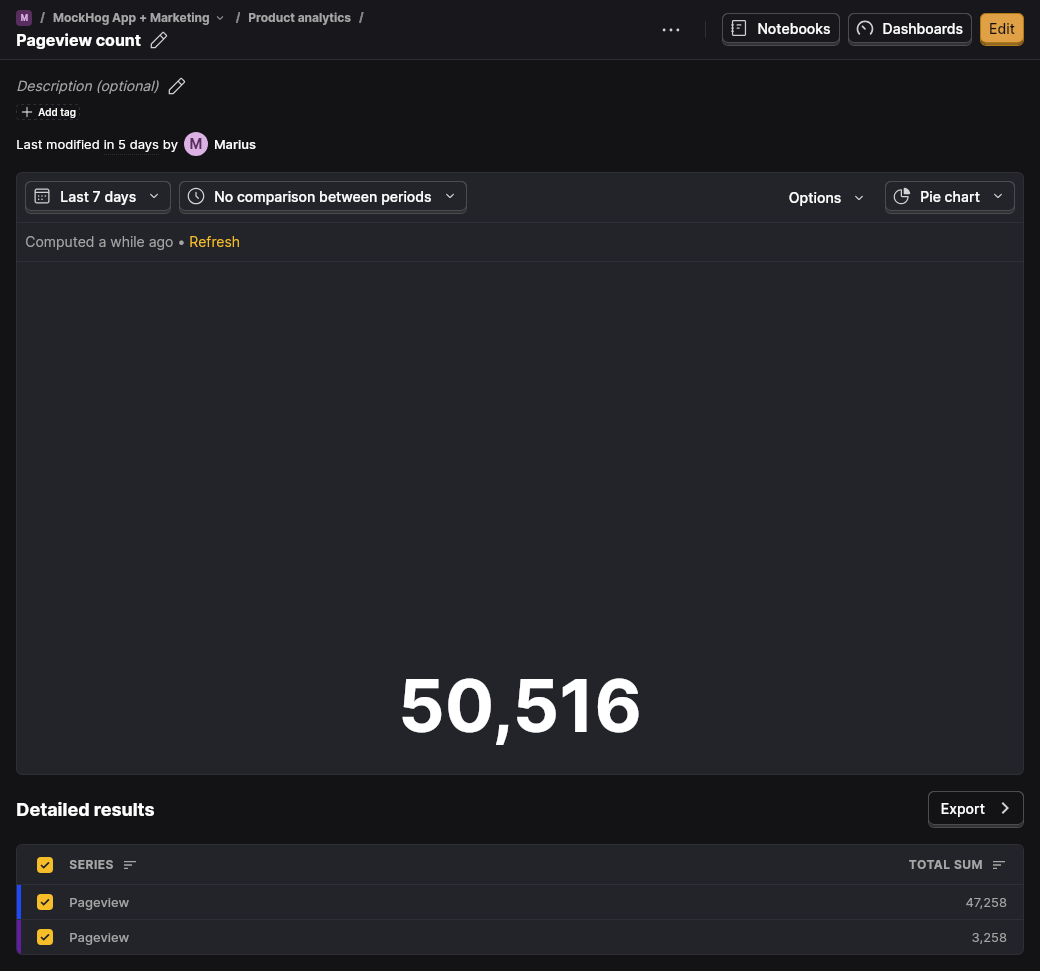 M / MockHog App + Marketing / Product analytics /
Pageview count
Notebooks
Dashboards
Edit
Description (optional)
Add tag
Last modified in 5 days by M Marius
Last 7 days
No comparison between periods
Options
Pie chart
Computed a while ago • Refresh
50,516
Detailed results
Export
SERIES TOTAL SUM
Pageview 47,258
Pageview 3,258